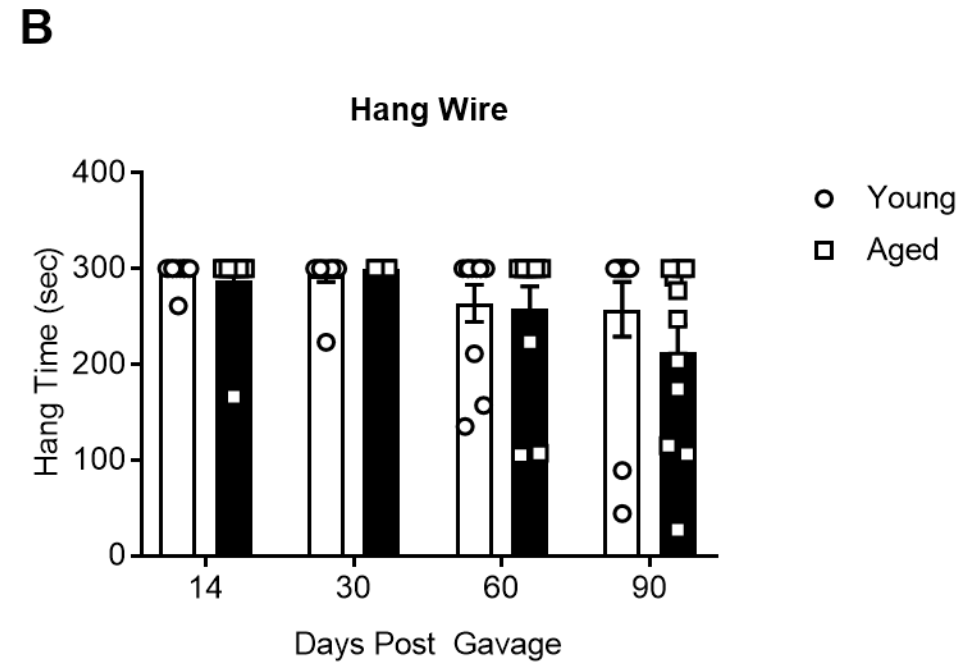 B
Hang Wire
400
300
200
100
0
Hang Time (sec)
14 30 60 90
Days Post Gavage
Young
Aged